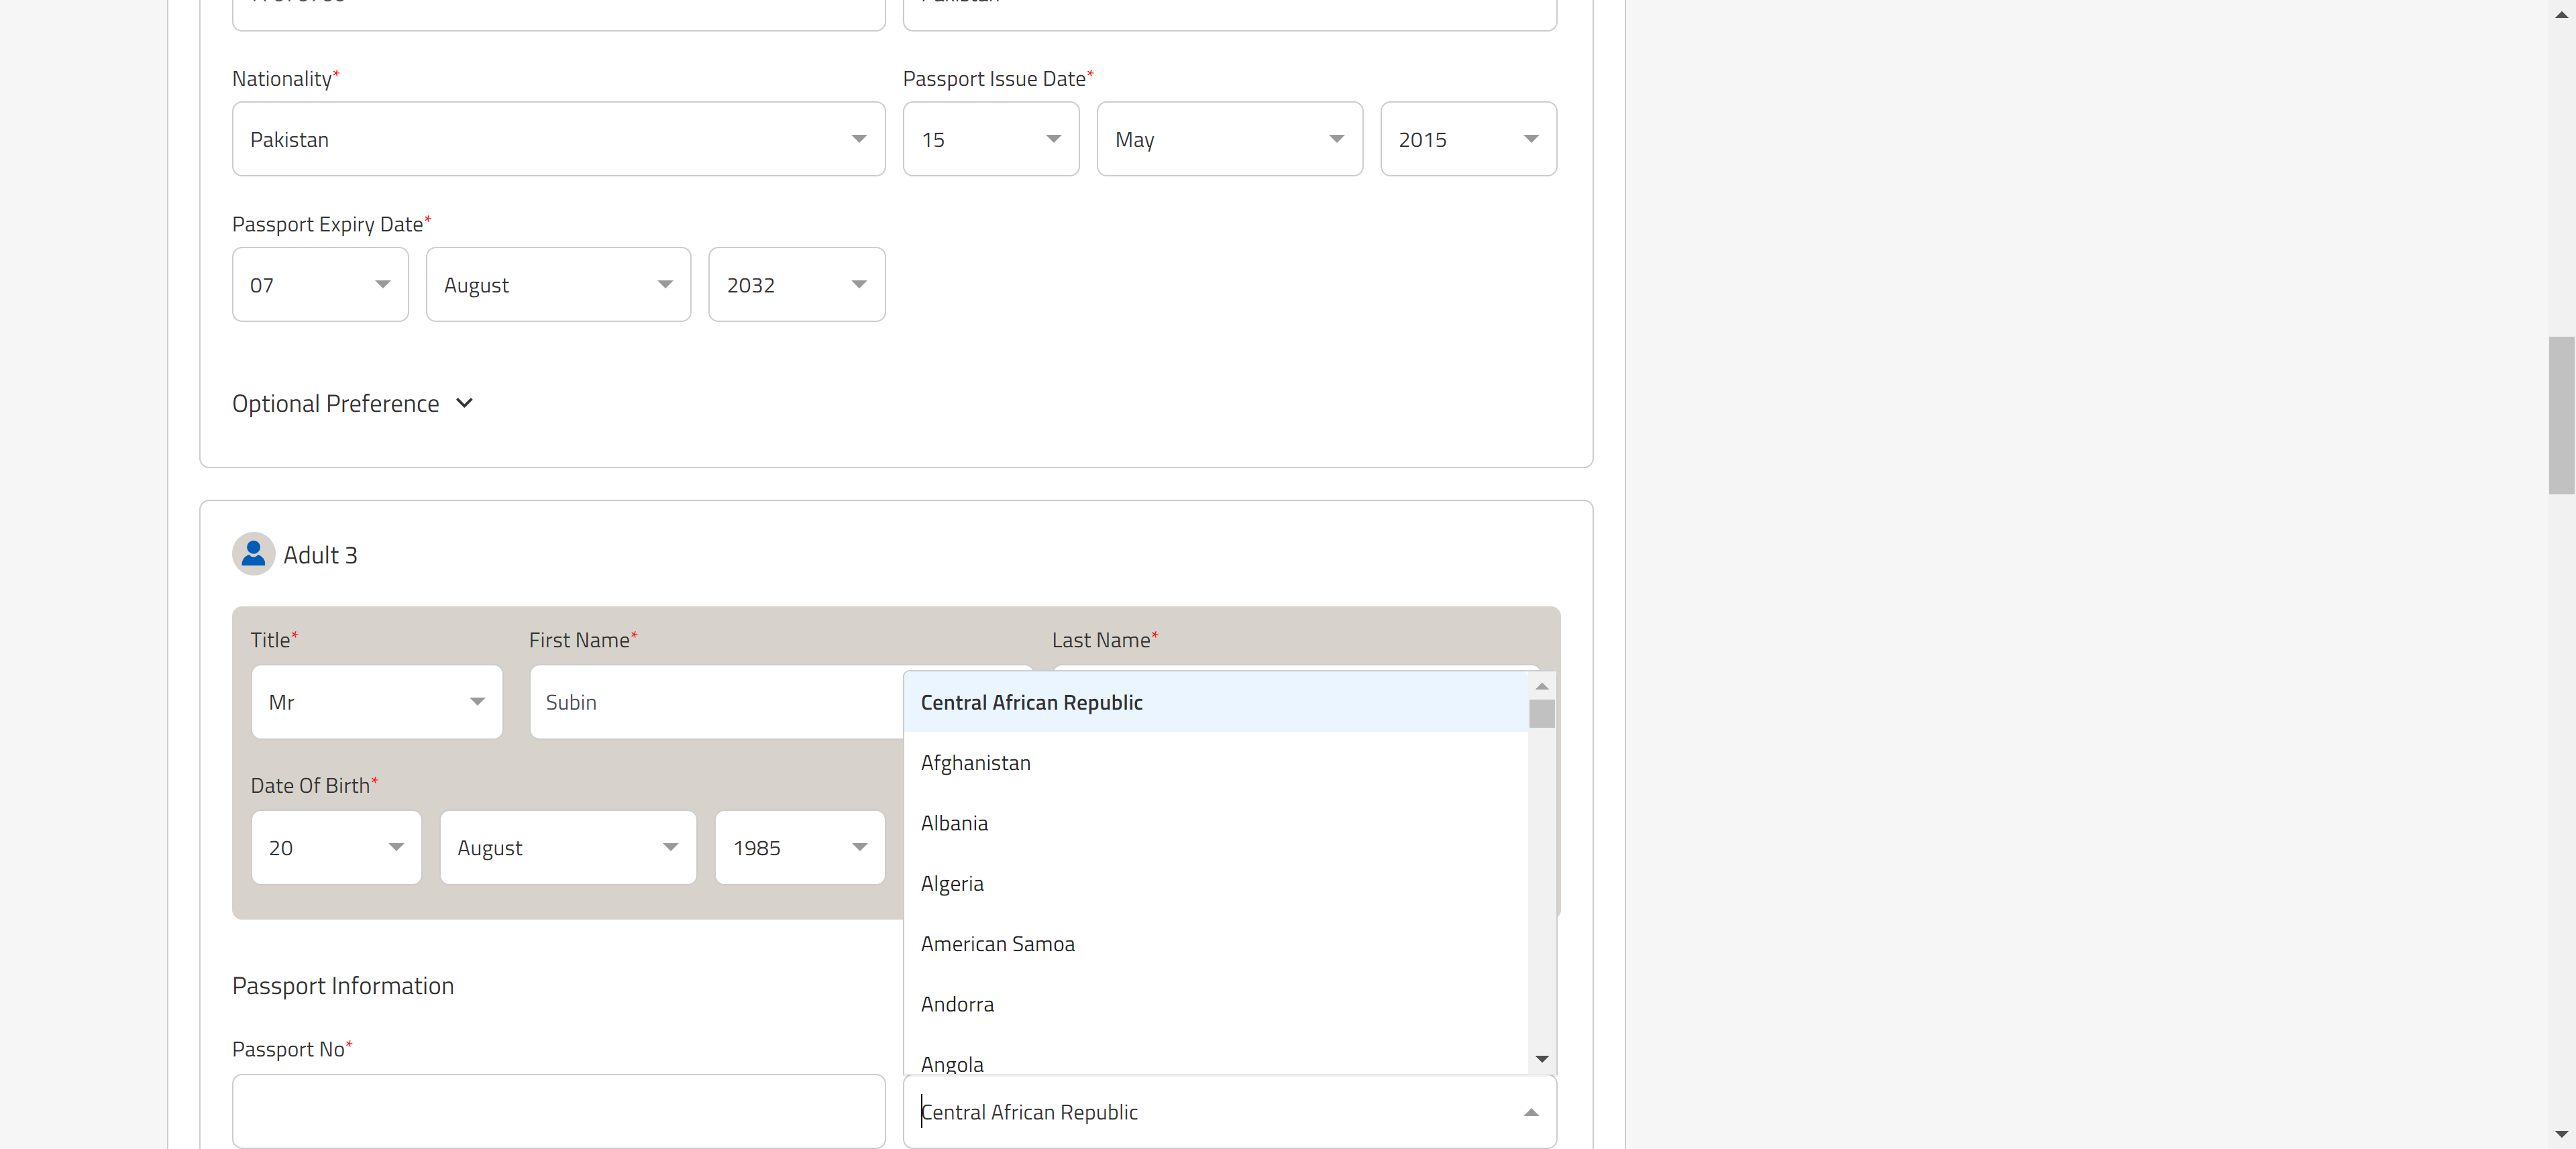 Nationality*
Passport Issue Date*
Pakistan
15
May
2015
Passport Expiry Date*
07
August
2032
Optional Preference
Adult 3
Title*
First Name*
Last Name*
Mr
Subin
Central African Republic
Afghanistan
Date Of Birth*
Albania
20
August
1985
Algeria
American Samoa
Passport Information
Andorra
Passport No*
Angola
Central African Republic